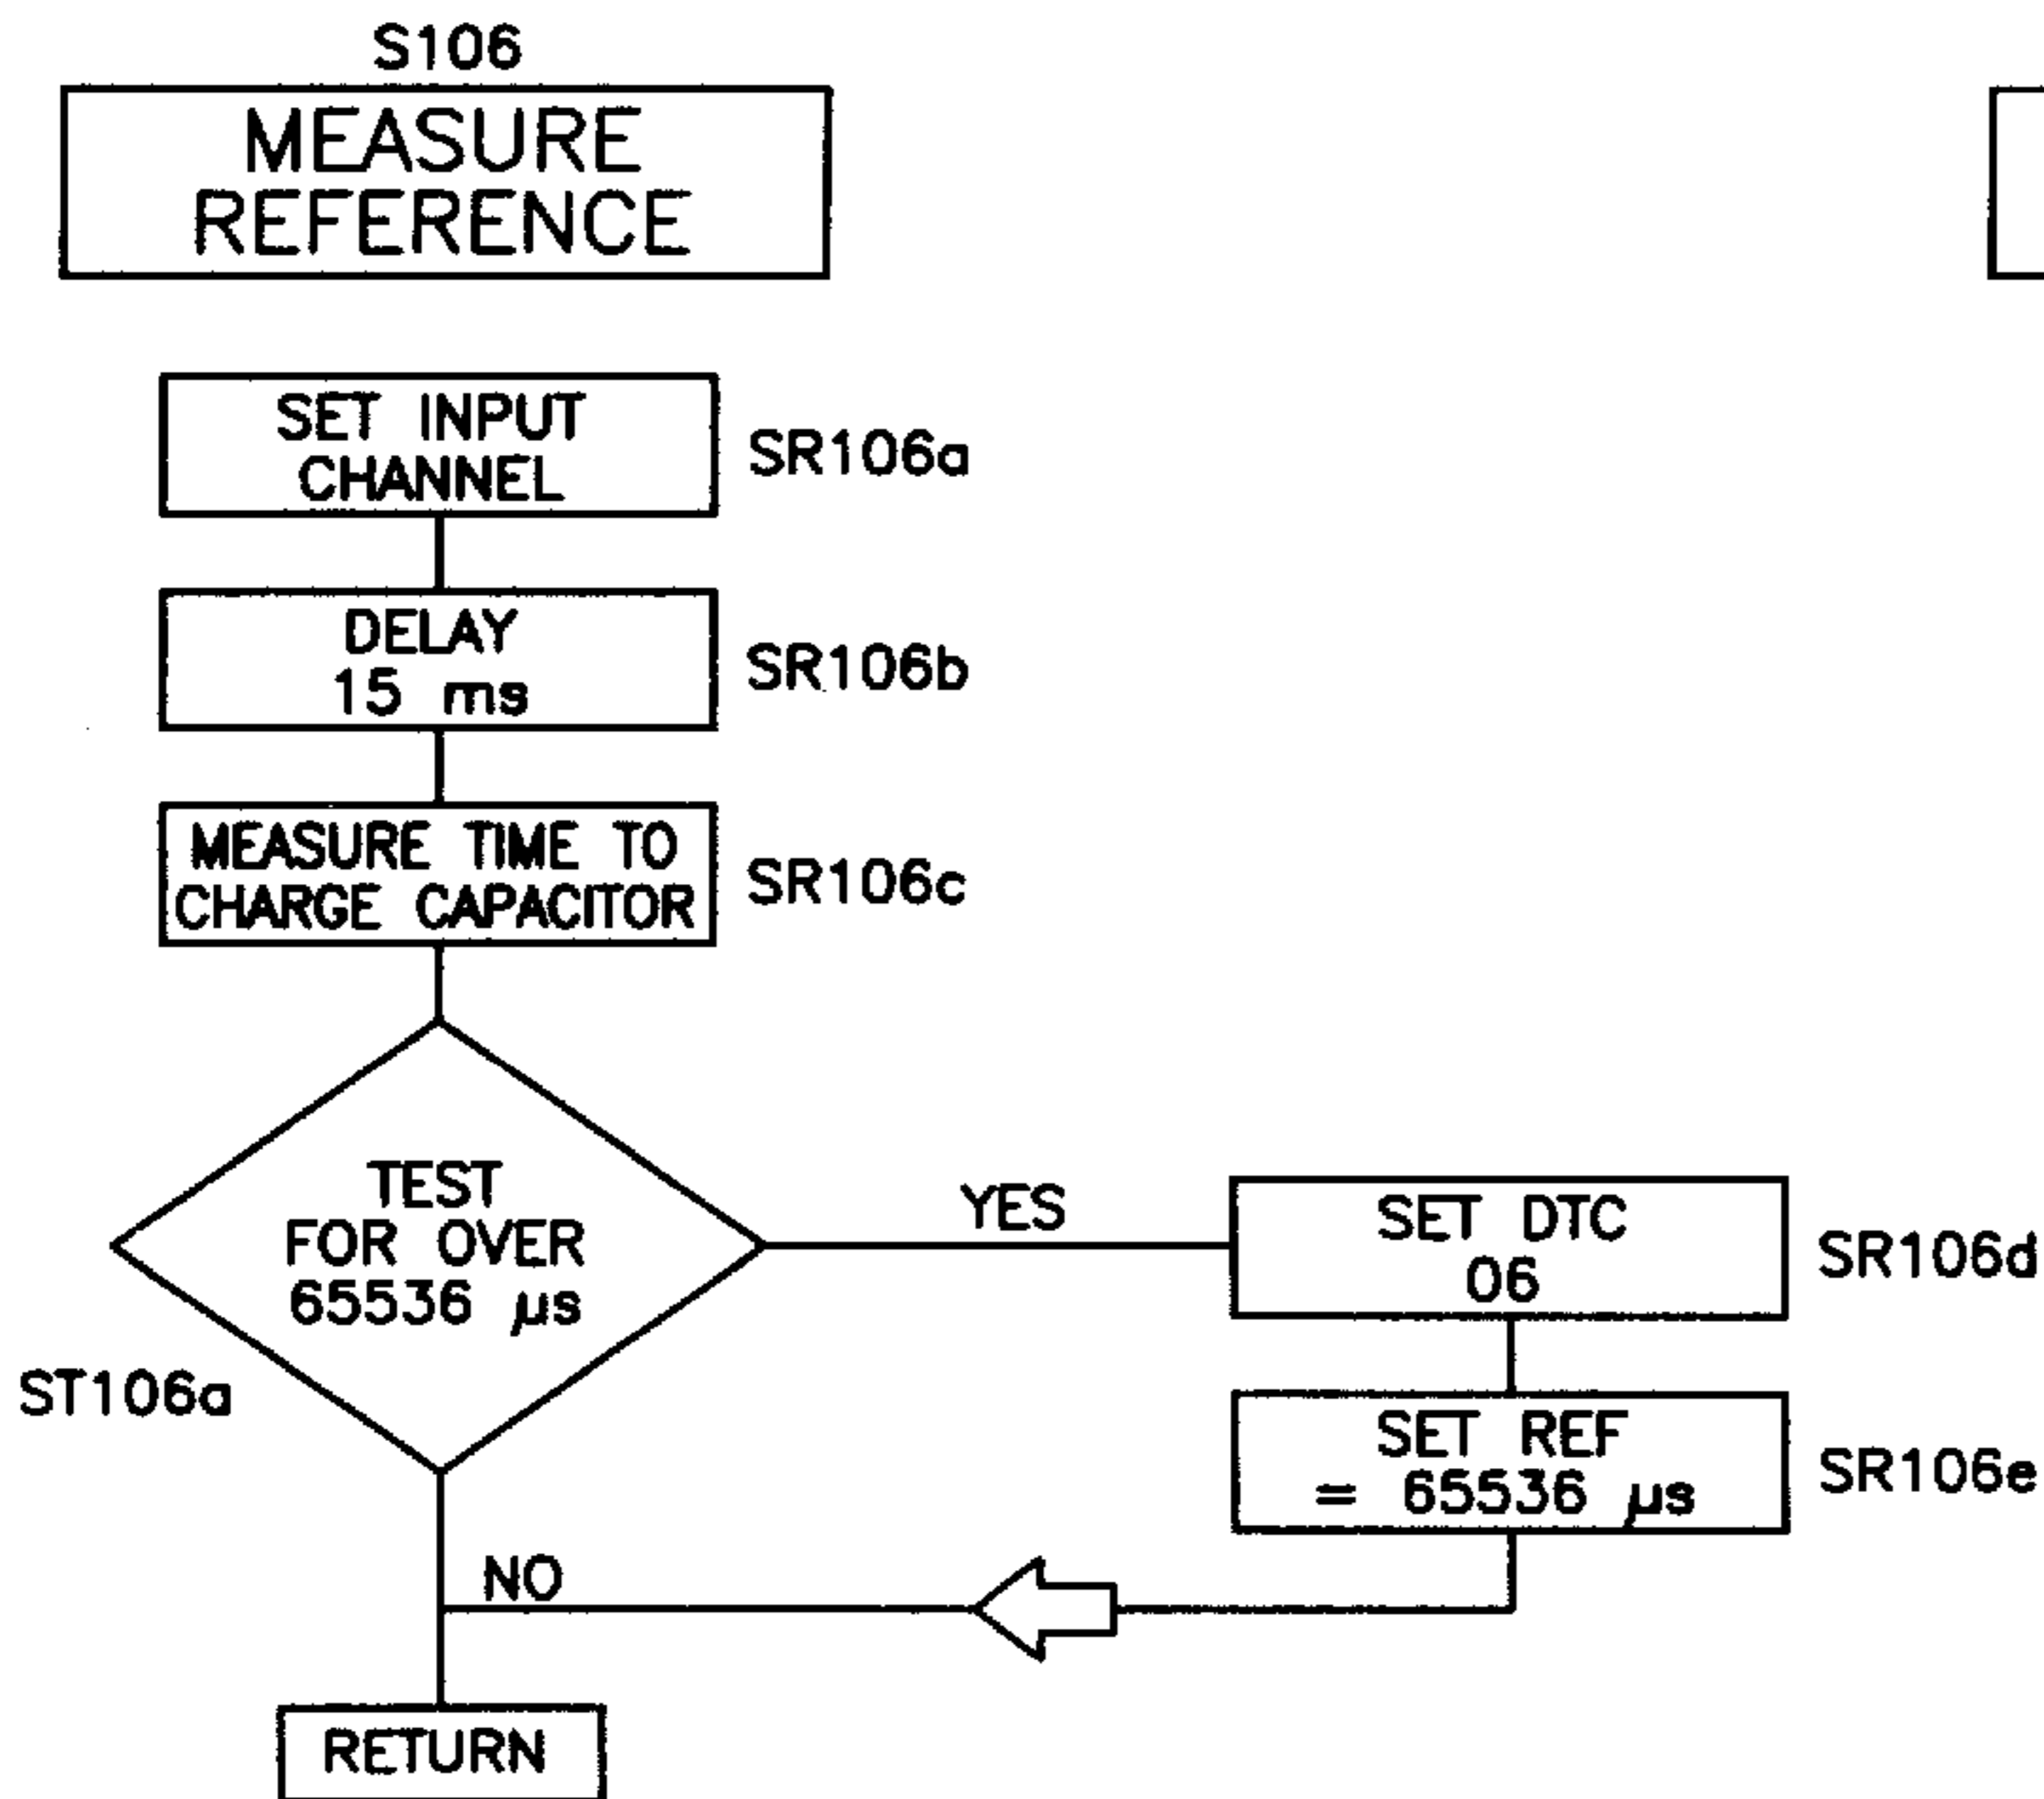 S106
MEASURE
REFERENCE
SET INPUT
CHANNEL
SR106a
DELAY
15 ms
SR106b
MEASURE TIME TO
CHARGE CAPACITOR
SR106c
TEST
FOR OVER
65536 µs
ST106a
YES
SET DTC
06
SR106d
SET REF
= 65536 µs
SR106e
NO
RETURN